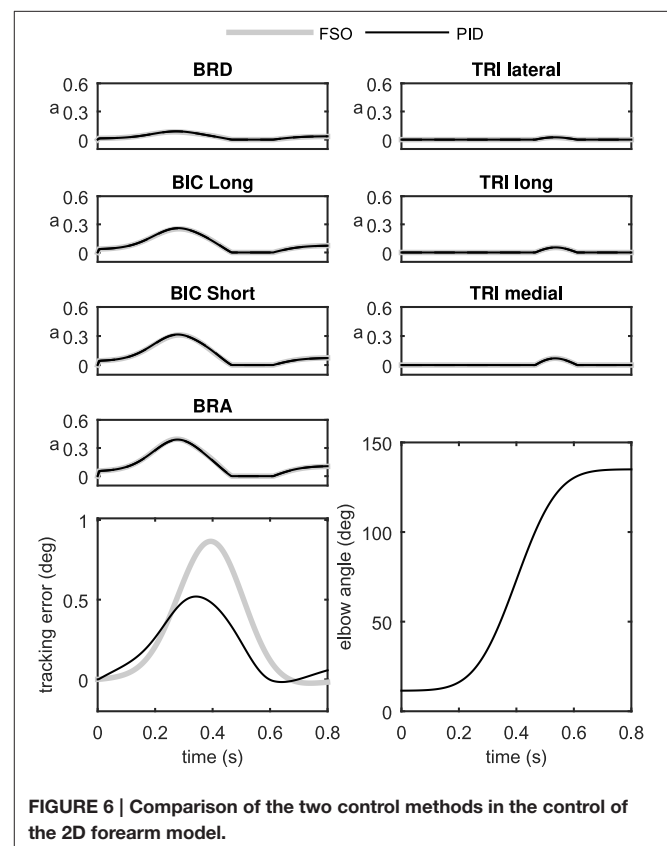 FSO PID
BRD
0.6
0.3
0
a
TRI lateral
0.6
0.3
0
a
BIC Long
0.6
0.3
0
a
TRI long
0.6
0.3
0
a
BIC Short
0.6
0.3
0
a
TRI medial
0.6
0.3
0
a
BRA
0.6
0.3
0
a
1
0.5
0
tracking error (deg)
0 0.2 0.4 0.6 0.8
time (s)
150
100
50
0
elbow angle (deg)
0 0.2 0.4 0.6 0.8
time (s)
FIGURE 6 | Comparison of the two control methods in the control of
the 2D forearm model.